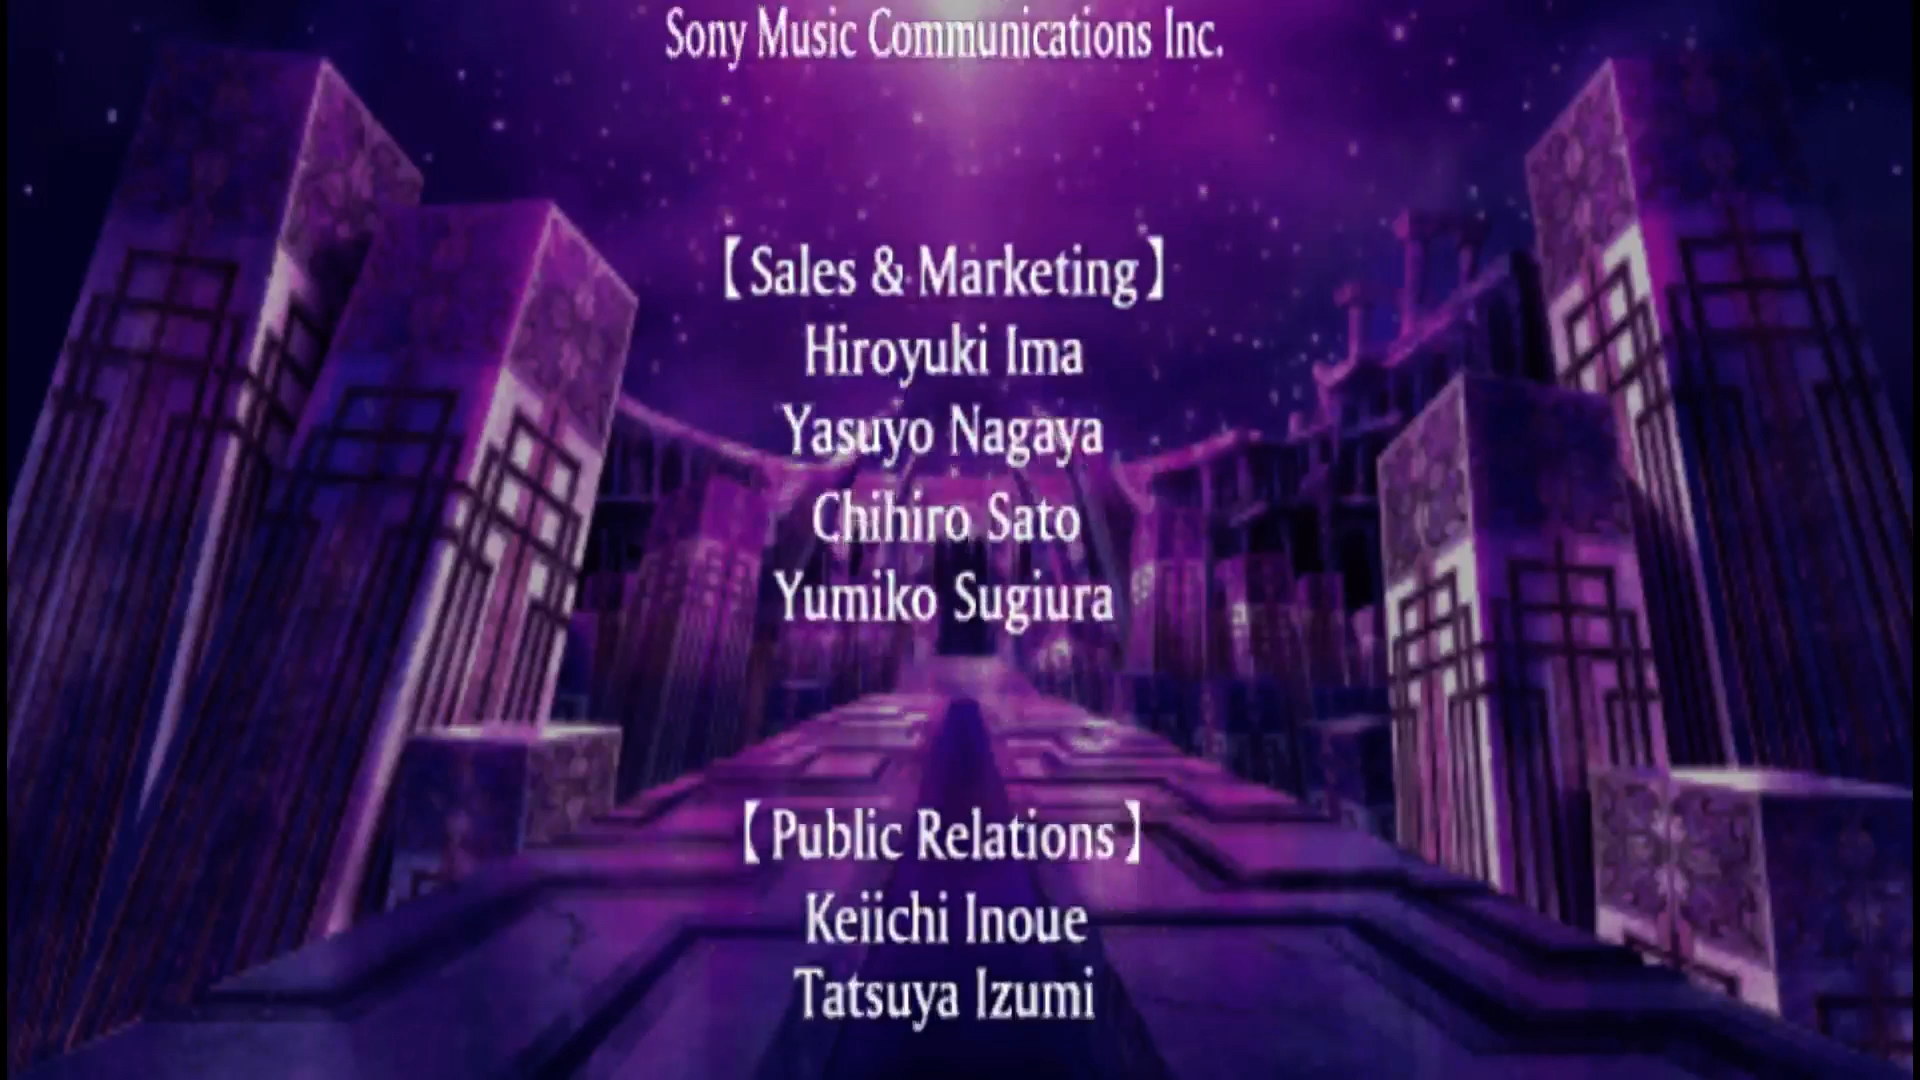 Sony Music Communications Inc.
【Sales & Marketing】
Hiroyuki Ima
Yasuyo Nagaya
Chihiro Sato
Yumiko Sugiura
【Public Relations】
Keiichi Inoue
Tatsuya Izumi